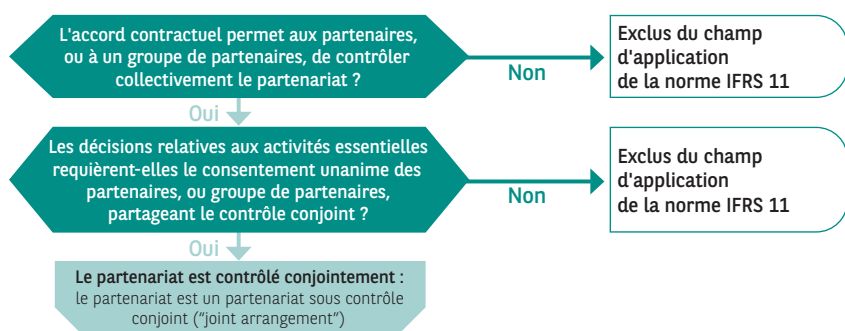 L'accord contractuel permet aux partenaires,
ou à un groupe de partenaires, de contrôler
collectivement le partenariat ?
Non
Exclus du champ
d'application
de la norme IFRS 11
Oui
Les décisions relatives aux activités essentielles
requièrent-elles le consentement unanime des
partenaires, ou groupe de partenaires,
partageant le contrôle conjoint ?
Non
Exclus du champ
d'application
de la norme IFRS 11
Oui
Le partenariat est contrôlé conjointement :
le partenariat est un partenariat sous contrôle
conjoint ("joint arrangement")